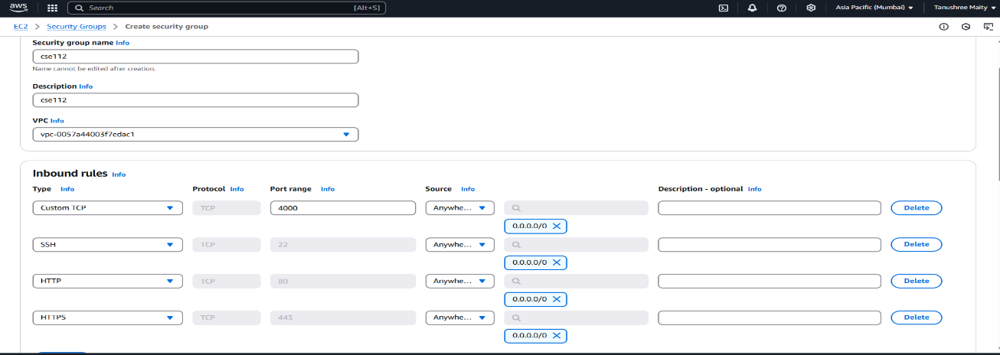 aws Search [Alt+S] Asia Pacific (Mumbai) Tanushree Maity
EC2 > Security Groups > Create security group
Security group name Info
cse112
Name cannot be edited after creation.
Description Info
cse112
VPC Info
vpc-0057a44003f7edac1
Inbound rules Info
Type Info Protocol Info Port range Info Source Info Description - optional Info
Custom TCP TCP 4000 Anywhe... Delete
0.0.0.0/0
SSH TCP 22 Anywhe... Delete
0.0.0.0/0
HTTP TCP 80 Anywhe... Delete
0.0.0.0/0
HTTPS TCP 443 Anywhe... Delete
0.0.0.0/0